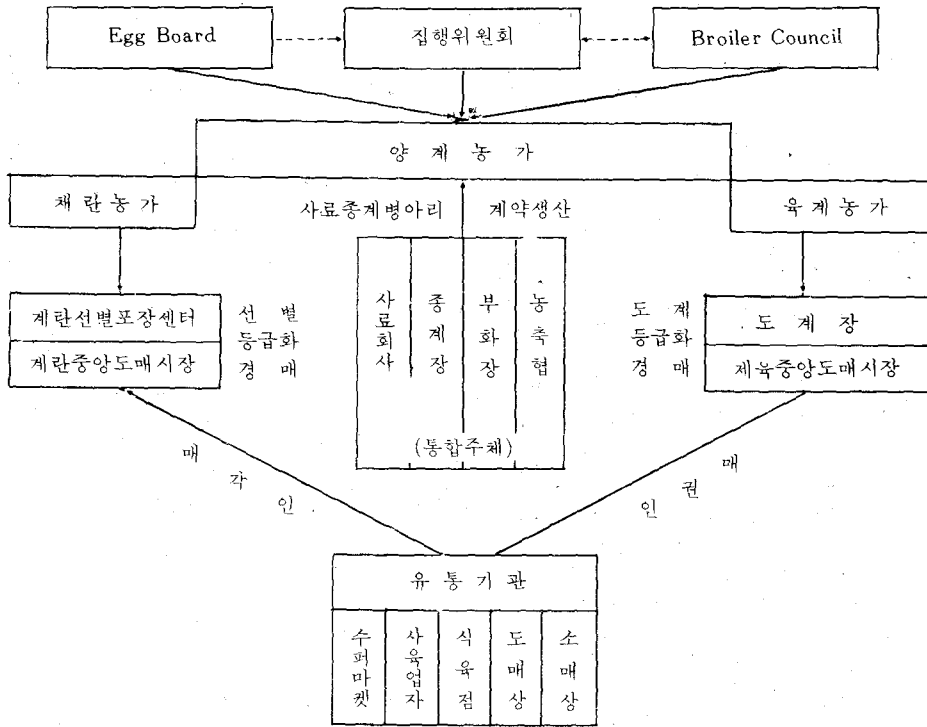 Egg Board
집행위원회
Broiler Council
양계농가
채란농가
사료종계병아리
계약생산
육계농가
계란선별포장센터
계란중앙도매시장
선별
등급화
경매
사료회사
종계장
부화장
농축협
(통합주체)
도계
등급화
경매
도계장
계육중앙도매시장
매각인
매권인
유통기관
수퍼마켓
사육업자
식육점
도매상
소매상